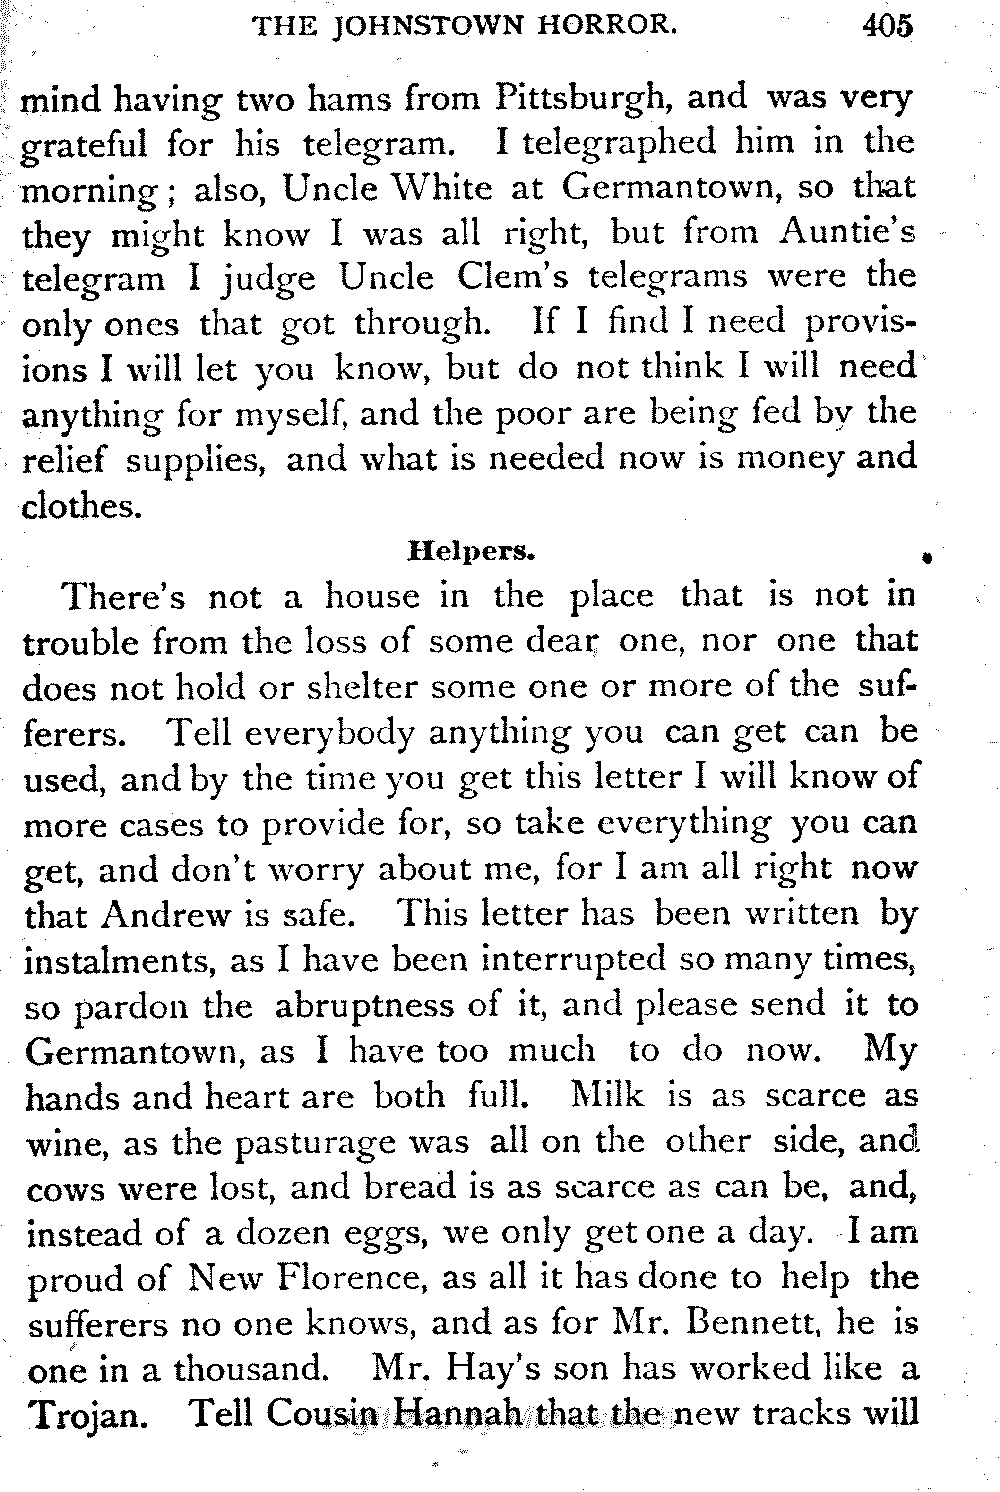 THE JOHNSTOWN HORROR. 405
mind having two hams from Pittsburgh, and was very
grateful for his telegram. I telegraphed him in the
morning; also, Uncle White at Germantown, so that
they might know I was all right, but from Auntie's
telegram I judge Uncle Clem's telegrams were the
only ones that got through. If I find I need provis-
ions I will let you know, but do not think I will need
anything for myself, and the poor are being fed by the
relief supplies, and what is needed now is money and
clothes.
Helpers.
There's not a house in the place that is not in
trouble from the loss of some dear one, nor one that
does not hold or shelter some one or more of the suf-
ferers. Tell everybody anything you can get can be
used, and by the time you get this letter I will know of
more cases to provide for, so take everything you can
get, and don't worry about me, for I am all right now
that Andrew is safe. This letter has been written by
instalments, as I have been interrupted so many times,
so pardon the abruptness of it, and please send it to
Germantown, as I have too much to do now. My
hands and heart are both full. Milk is as scarce as
wine, as the pasturage was all on the other side, and
cows were lost, and bread is as scarce as can be, and,
instead of a dozen eggs, we only get one a day. I am
proud of New Florence, as all it has done to help the
sufferers no one knows, and as for Mr. Bennett, he is
one in a thousand. Mr. Hay's son has worked like a
Trojan. Tell Cousin Hannah that the new tracks will